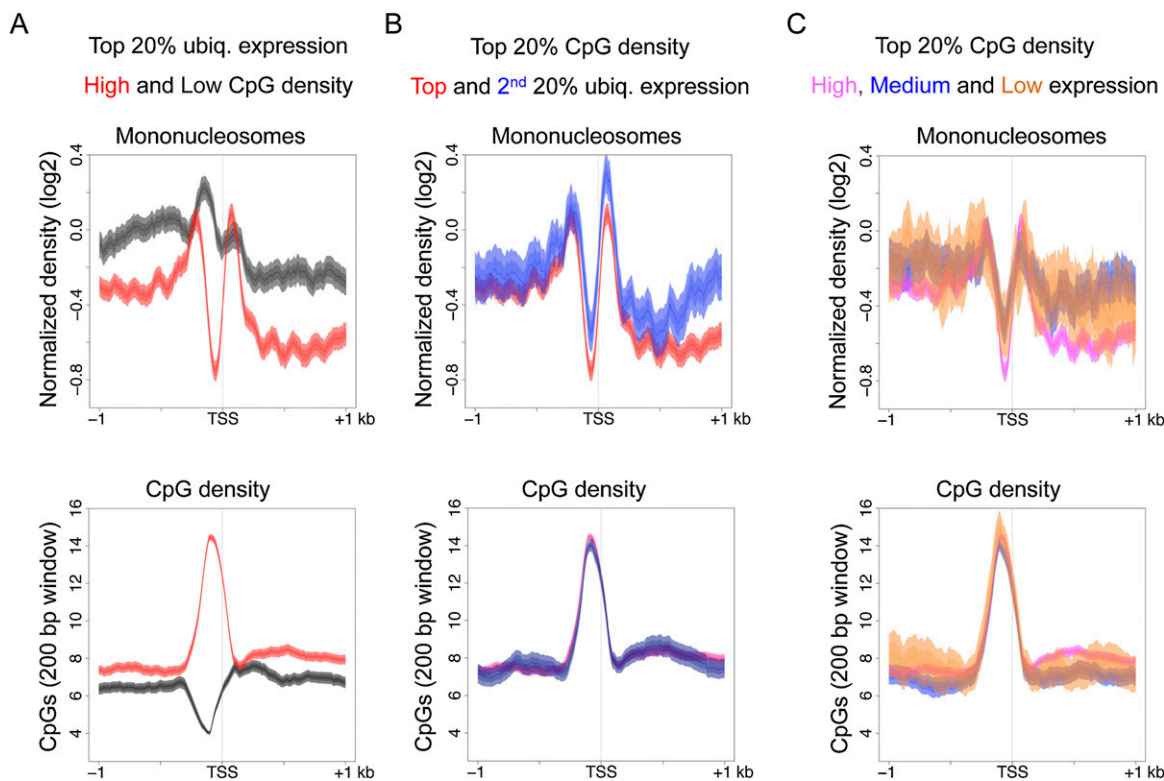 A
Top 20% ubiq. expression
High and Low CpG density
Mononucleosomes
Normalized density (log2)
0.4
0.0
−0.4
−0.8
−1
TSS
+1 kb
CpG density
CpGs (200 bp window)
16
14
12
10
8
6
4
−1
TSS
+1 kb
B
Top 20% CpG density
Top and 2nd 20% ubiq. expression
Mononucleosomes
Normalized density (log2)
0.4
0.0
−0.4
−0.8
−1
TSS
+1 kb
CpG density
CpGs (200 bp window)
16
14
12
10
8
6
4
−1
TSS
+1 kb
C
Top 20% CpG density
High, Medium and Low expression
Mononucleosomes
Normalized density (log2)
0.4
0.0
−0.4
−0.8
−1
TSS
+1 kb
CpG density
CpGs (200 bp window)
16
14
12
10
8
6
4
−1
TSS
+1 kb